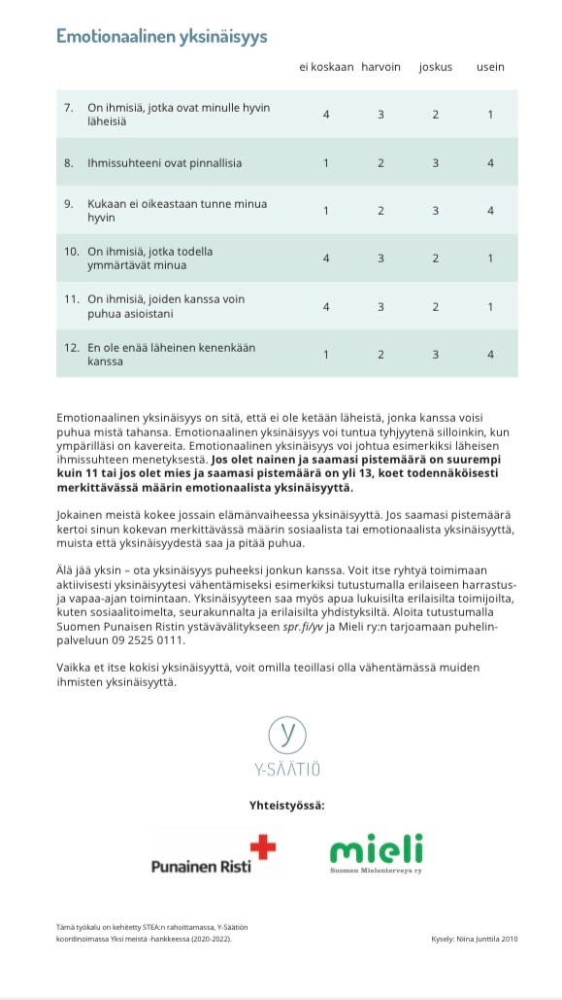 Emotionaalinen yksinäisyys
ei koskaan harvoin joskus usein
7. On ihmisiä, jotka ovat minulle hyvin
läheisiä
4 3 2 1
8. Ihmissuhteeni ovat pinnallisia 1 2 3 4
9. Kukaan ei oikeastaan tunne minua
hyvin
1 2 3 4
10. On ihmisiä, jotka todella
ymmärtävät minua
4 3 2 1
11. On ihmisiä, joiden kanssa voin
puhua asioistani
4 3 2 1
12. En ole enää läheinen kenenkään
kanssa
1 2 3 4
Emotionaalinen yksinäisyys on sitä, että ei ole ketään läheistä, jonka kanssa voisi
puhua mistä tahansa. Emotionaalinen yksinäisyys voi tuntua tyhjyytenä silloinkin, kun
ympärilläsi on kavereita. Emotionaalinen yksinäisyys voi johtua esimerkiksi läheisen
ihmissuhteen menetyksestä. Jos olet nainen ja saamasi pistemäärä on suurempi
kuin 11 tai jos olet mies ja saamasi pistemäärä on yli 13, koet todennäköisesti
merkittävässä määrin emotionaalista yksinäisyyttä.
Jokainen meistä kokee jossain elämänvaiheessa yksinäisyyttä. Jos saamasi pistemäärä
kertoi sinun kokevan merkittävässä määrin sosiaalista tai emotionaalista yksinäisyyttä,
muista että yksinäisyydestä saa ja pitää puhua.
Älä jää yksin – ota yksinäisyys puheeksi jonkun kanssa. Voit itse ryhtyä toimimaan
aktiivisesti yksinäisyytesi vähentämiseksi esimerkiksi tutustumalla erilaiseen harrastus-
ja vapaa-ajan toimintaan. Yksinäisyyteen saa myös apua lukuisilta erilaisilta toimijoilta,
kuten sosiaalitoimelta, seurakunnalta ja erilaisilta yhdistyksiltä. Aloita tutustumalla
Suomen Punaisen Ristin ystävävälitykseen spr.fi/yv ja Mieli ry:n tarjoamaan puhelin-
palveluun 09 2525 0111.
Vaikka et itse kokisi yksinäisyyttä, voit omilla teoillasi olla vähentämässä muiden
ihmisten yksinäisyyttä.
y
Y-SÄÄTIÖ
Yhteistyössä:
Punainen Risti
mieli
Suomen Mielenterveys ry
Tämä työkalu on kehitetty STEA:n rahoittamassa, Y-Säätiön
koordinoimassa Yksi meistä -hankkeessa (2020-2022).
Kysely: Niina Junttila 2010